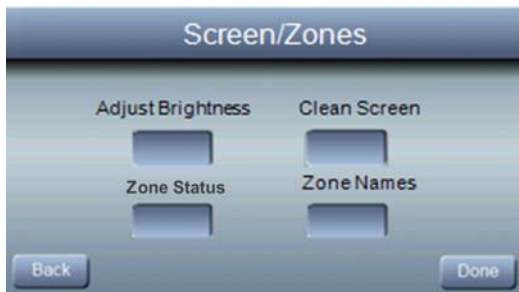 Screen/Zones
Adjust Brightness Clean Screen
Zone Status Zone Names
Back Done